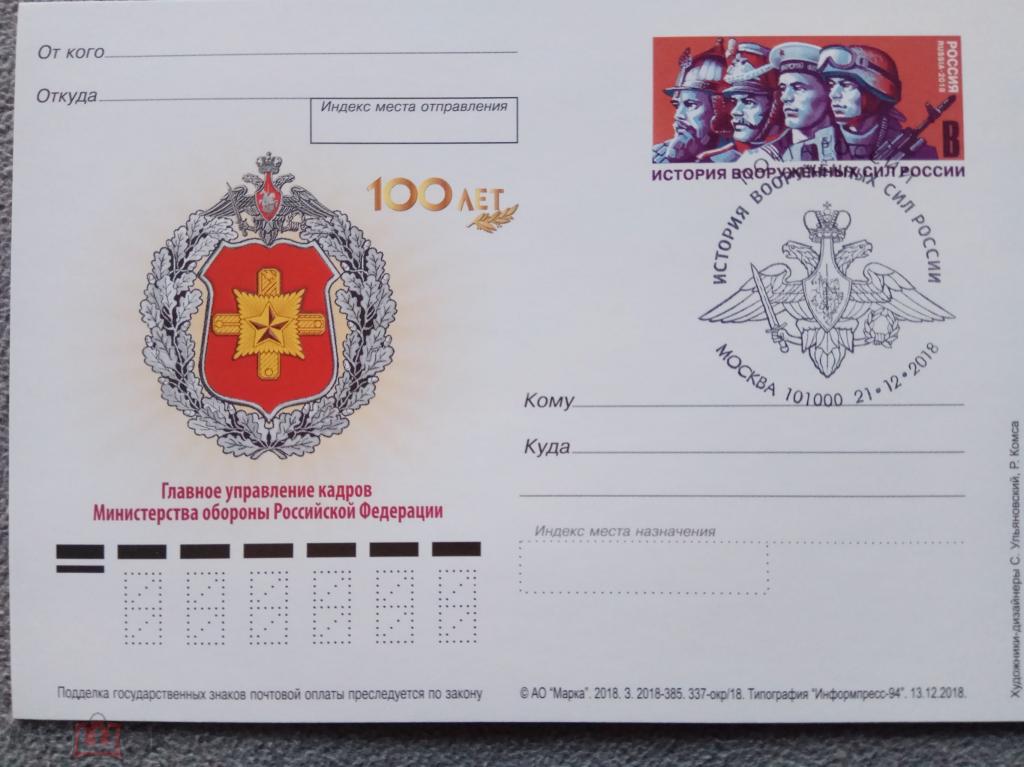 От кого
Откуда
Индекс места отправления
РОССИЯ
RUSSIA•2018
В
ИСТОРИЯ ВООРУЖЕННЫХ СИЛ РОССИИ
100 ЛЕТ
ИСТОРИЯ ВООРУЖЕННЫХ СИЛ РОССИИ
МОСКВА 101000 21•12•2018
Кому
Куда
Главное управление кадров
Министерства обороны Российской Федерации
Индекс места назначения
Подделка государственных знаков почтовой оплаты преследуется по закону
© АО "Марка". 2018. З. 2018-385. 337-окр/18. Типография "Информпресс-94". 13.12.2018.
Художники-дизайнеры С. Ульяновский, Р. Комса